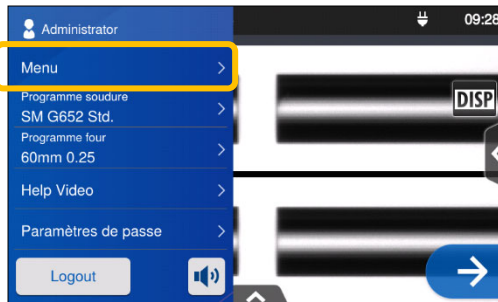 Administrator
09:28
Menu
Programme soudure
SM G652 Std.
DISP
Programme four
60mm 0.25
Help Video
Paramètres de passe
Logout